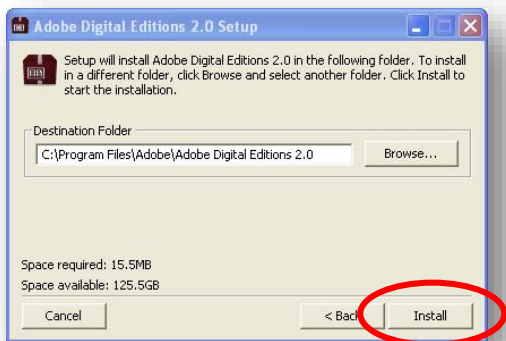 Adobe Digital Editions 2.0 Setup
Setup will install Adobe Digital Editions 2.0 in the following folder. To install
in a different folder, click Browse and select another folder. Click Install to
start the installation.
Destination Folder
C:\Program Files\Adobe\Adobe Digital Editions 2.0
Browse...
Space required: 15.5MB
Space available: 125.5GB
Cancel
< Back
Install